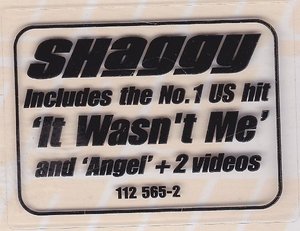 SHaggy
Includes the No.1 US hit
'It Wasn't Me'
and 'Angel' + 2 videos
112 565-2